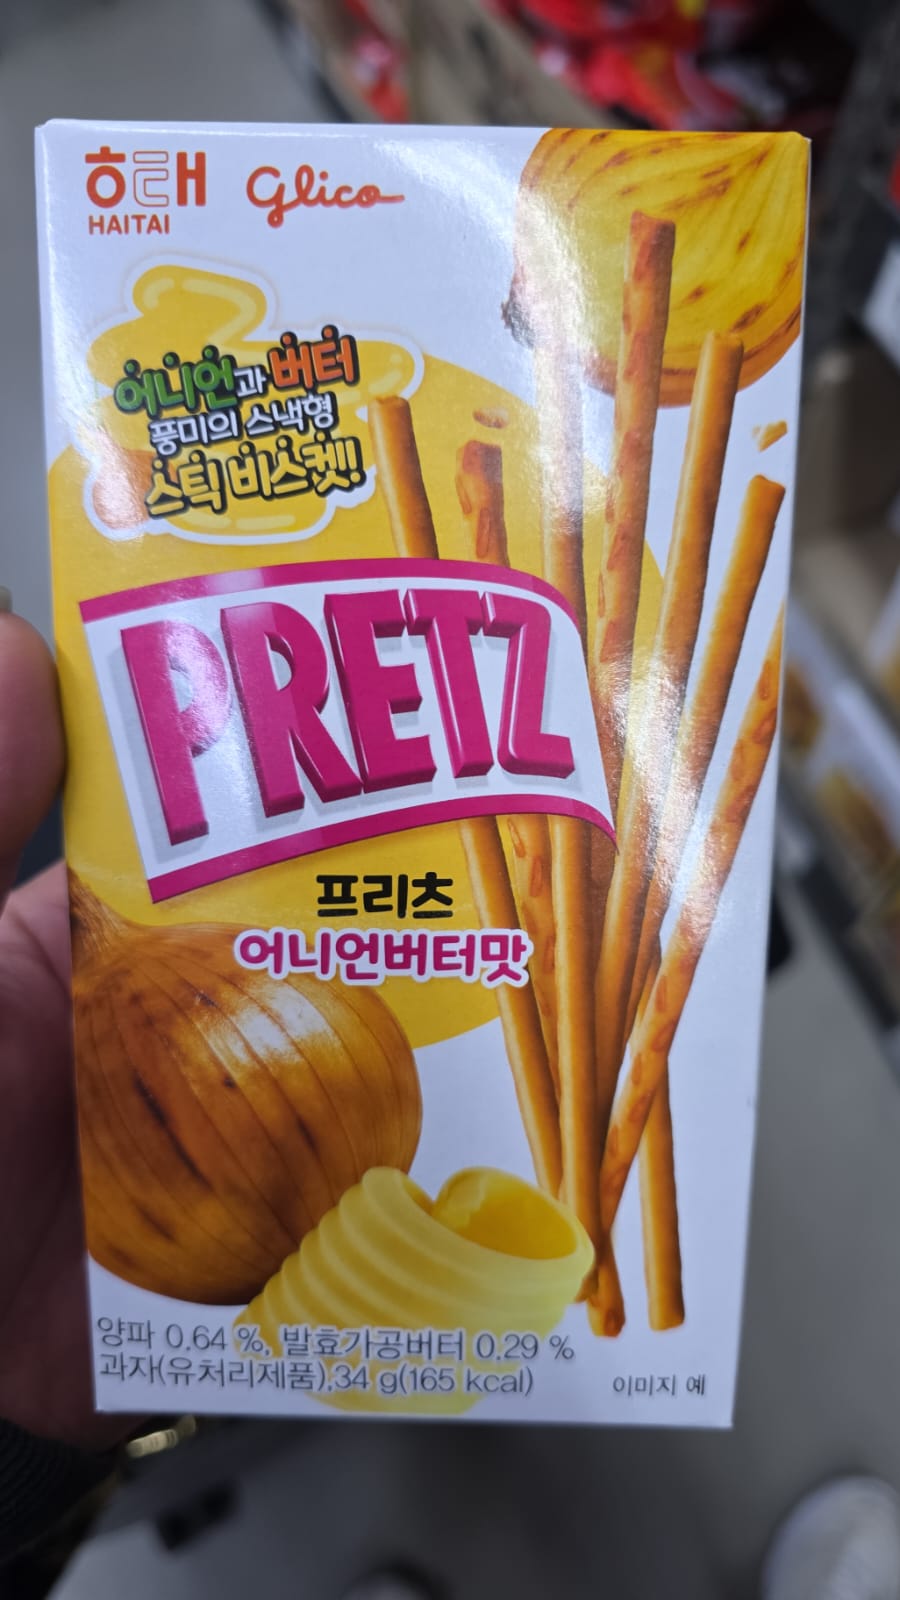 해태 Glico
HAITAI
어니언과 버터
풍미의 스낵형
스틱 비스켓!
PRETZ
프리츠
어니언버터맛
양파 0.64 %, 발효가공버터 0.29 %
과자(유처리제품),34 g(165 kcal)
이미지 예